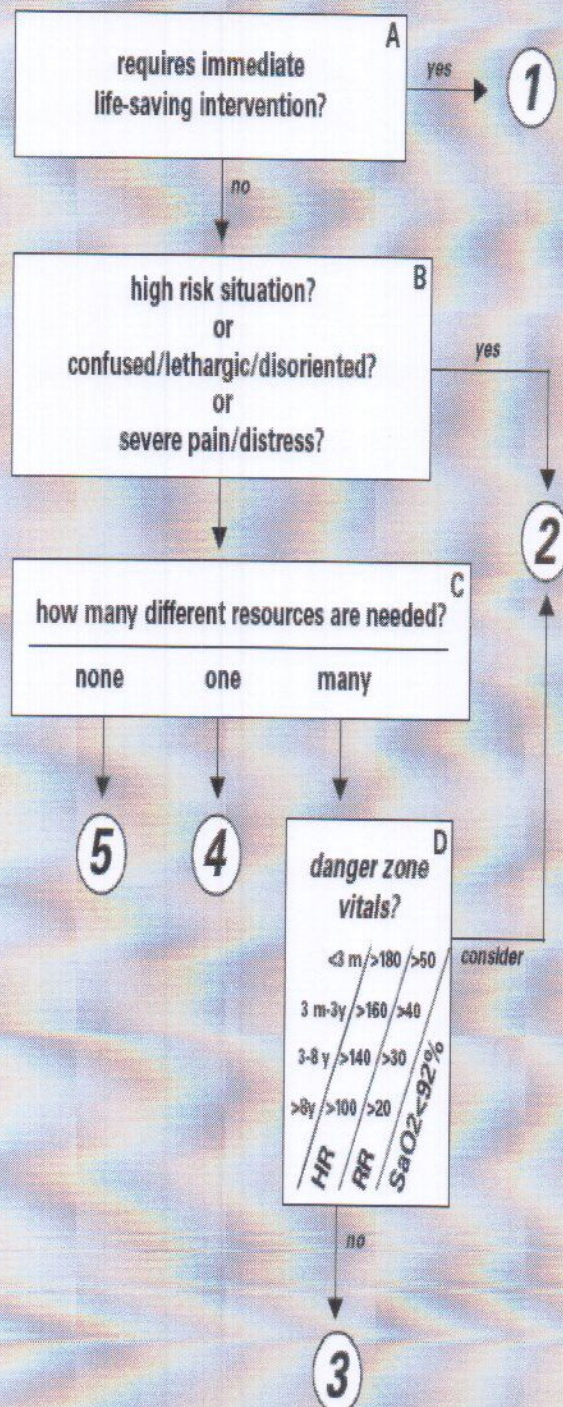 A
requires immediate
life-saving intervention?
yes
1
no
B
high risk situation?
or
confused/lethargic/disoriented?
or
severe pain/distress?
yes
2
C
how many different resources are needed?
none one many
5
4
D
danger zone
vitals?
<3 m >180 >50
3 m-3y >160 >40
3-8 y >140 >30
>8y >100 >20
HR RR SaO2<92%
consider
no
3